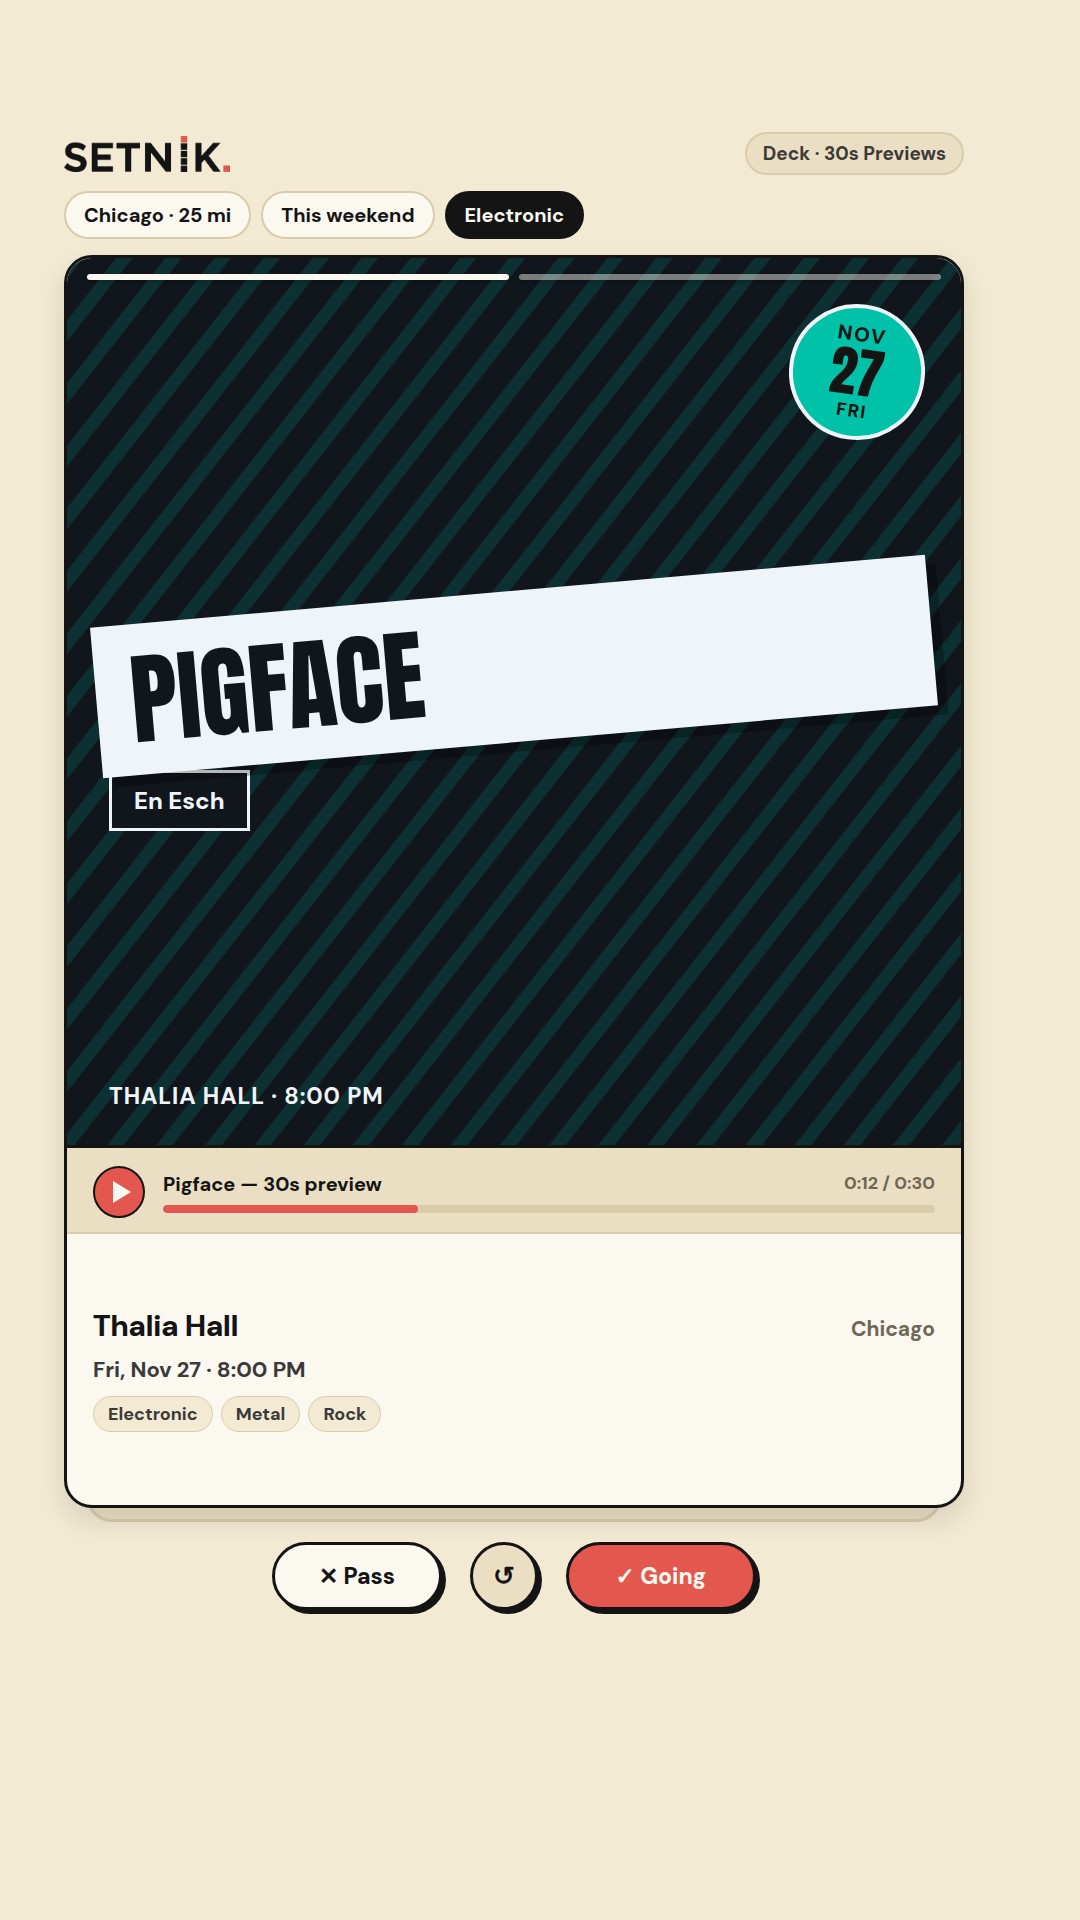 SETNIK.
Deck · 30s Previews
Chicago · 25 mi
This weekend
Electronic
NOV
27
FRI
PIGFACE
En Esch
THALIA HALL · 8:00 PM
Pigface — 30s preview
0:12 / 0:30
Thalia Hall
Chicago
Fri, Nov 27 · 8:00 PM
Electronic
Metal
Rock
✕ Pass
↺
✓ Going